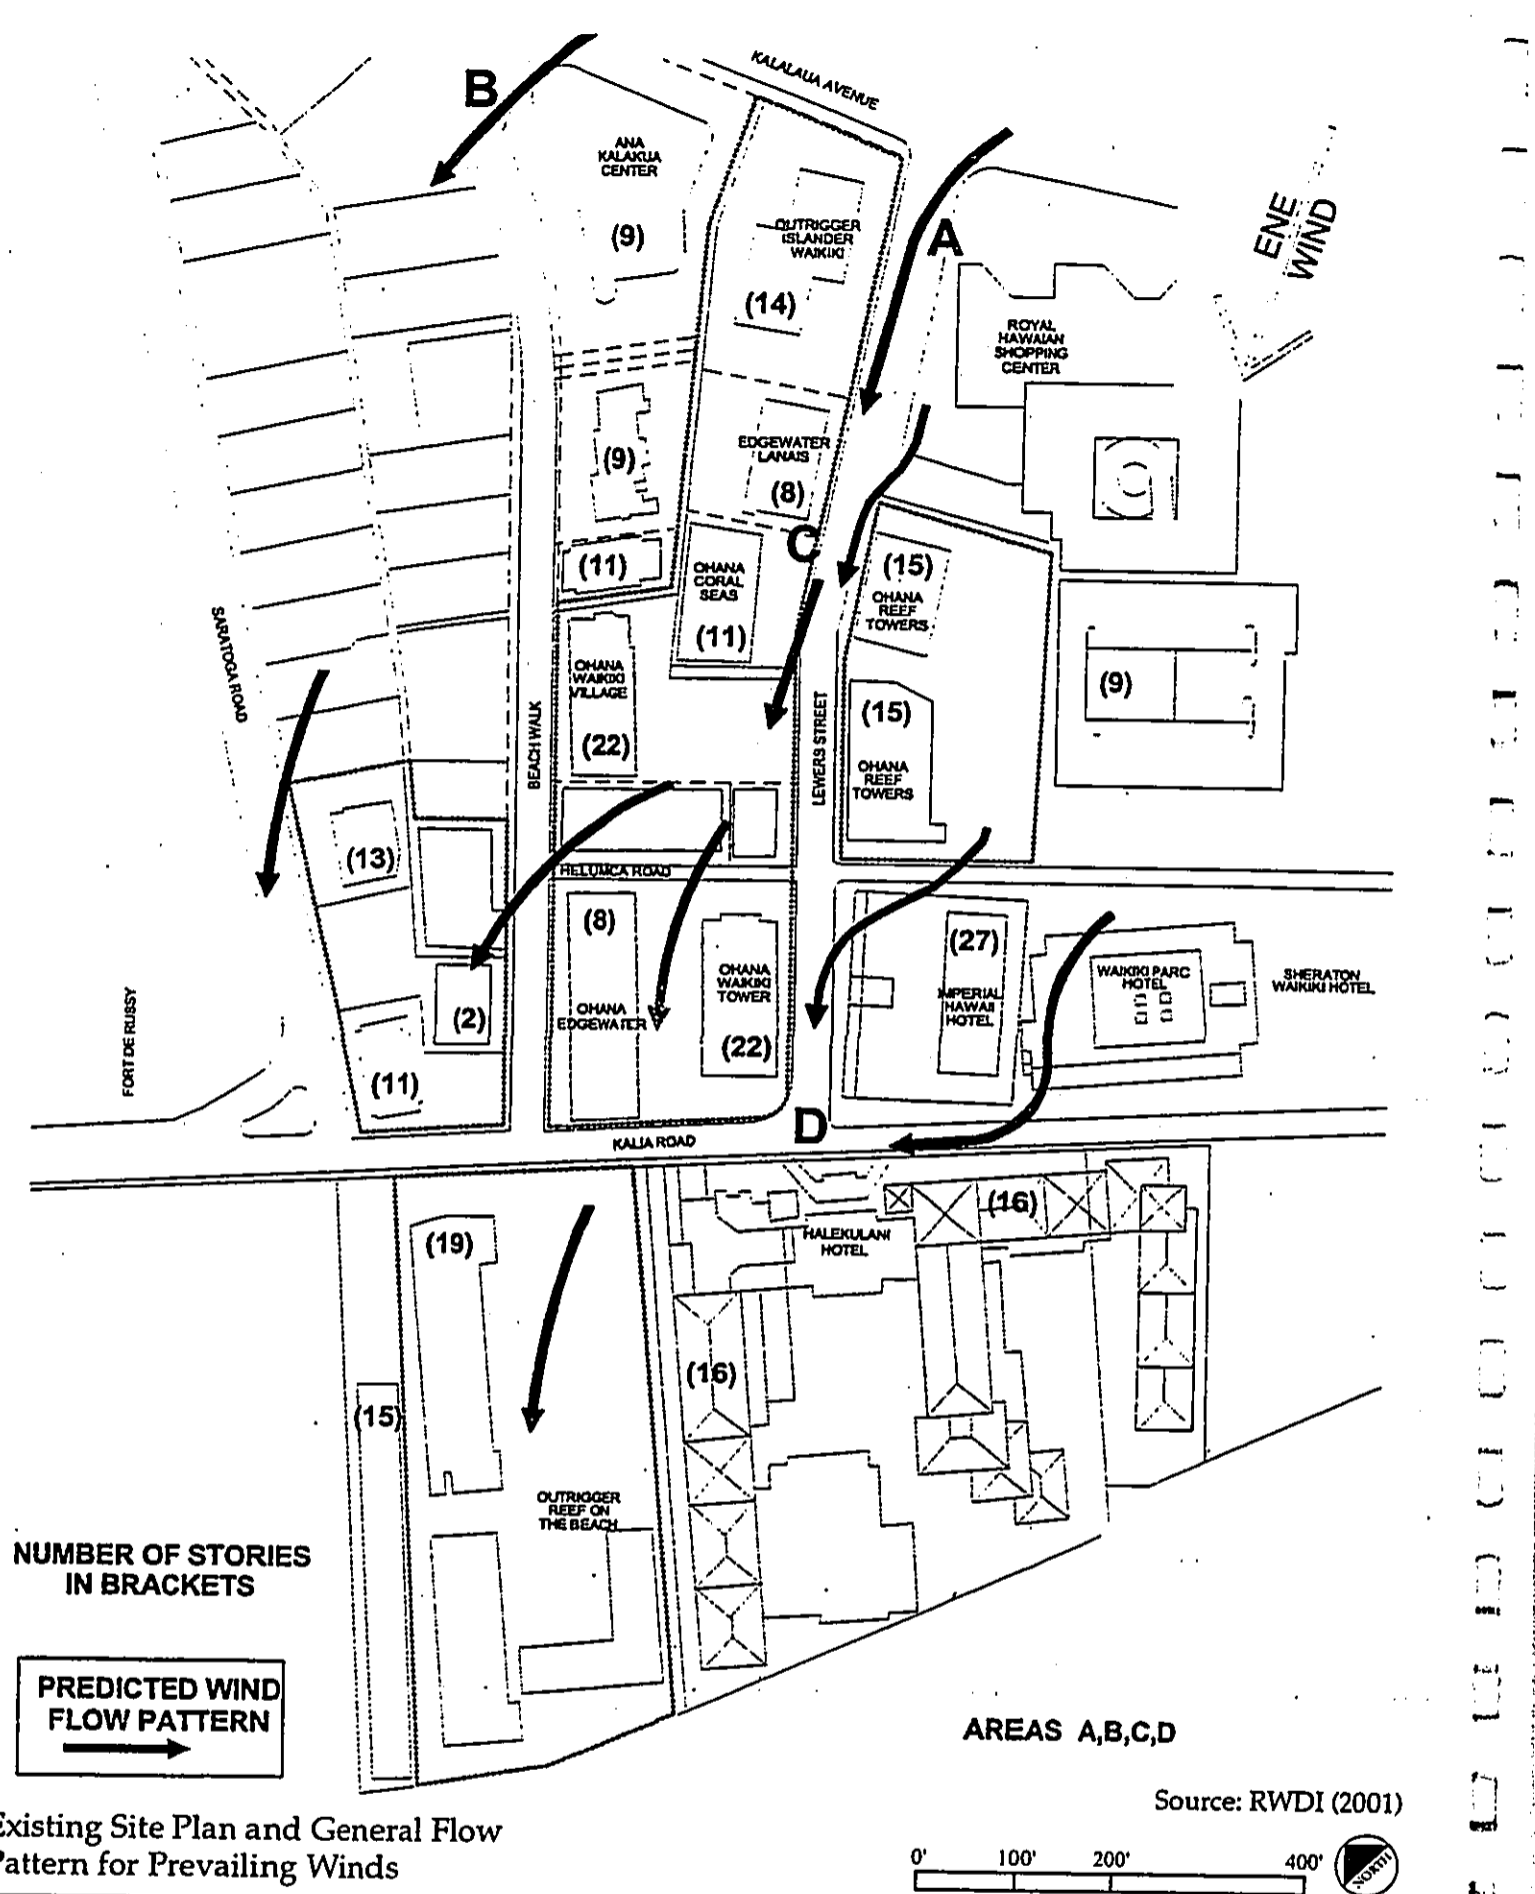 KALALAUA AVENUE
B
ANA
KALAKUA
CENTER
(9)
OUTRIGGER
ISLANDER
WAIKIKI
(14)
A
ENE
WIND
ROYAL
HAWAIAN
SHOPPING
CENTER
(9)
EDGEWATER
LANAIS
(8)
C
(11)
OHANA
CORAL
SEAS
(11)
(15)
OHANA
REEF
TOWERS
SARATOGA ROAD
OHANA
WAIKIKI
VILLAGE
(22)
BEACH WALK
LEWERS STREET
(15)
OHANA
REEF
TOWERS
(9)
(13)
HELUMCA ROAD
(8)
OHANA
EDGEWATER
OHANA
WAIKIKI
TOWER
(22)
(27)
IMPERIAL
HAWAII
HOTEL
WAIKIKI PARC
HOTEL
SHERATON
WAIKIKI HOTEL
FORT DE RUSSY
(2)
(11)
D
KALIA ROAD
(19)
HALEKULANI
HOTEL
(16)
(16)
(15)
OUTRIGGER
REEF ON
THE BEACH
NUMBER OF STORIES
IN BRACKETS
PREDICTED WIND
FLOW PATTERN
AREAS A,B,C,D
Source: RWDI (2001)
Existing Site Plan and General Flow
Pattern for Prevailing Winds
0' 100' 200' 400'
NORTH